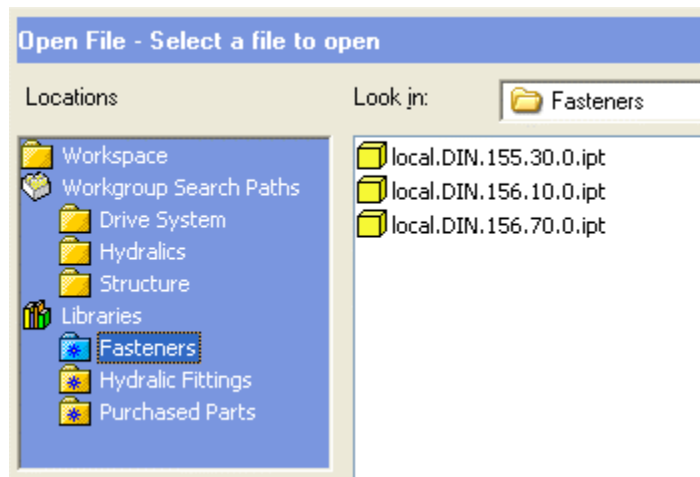 Open File - Select a file to open
Locations
Look in:
Fasteners
Workspace
Workgroup Search Paths
Drive System
Hydralics
Structure
Libraries
Fasteners
Hydralic Fittings
Purchased Parts
local.DIN.155.30.0.ipt
local.DIN.156.10.0.ipt
local.DIN.156.70.0.ipt